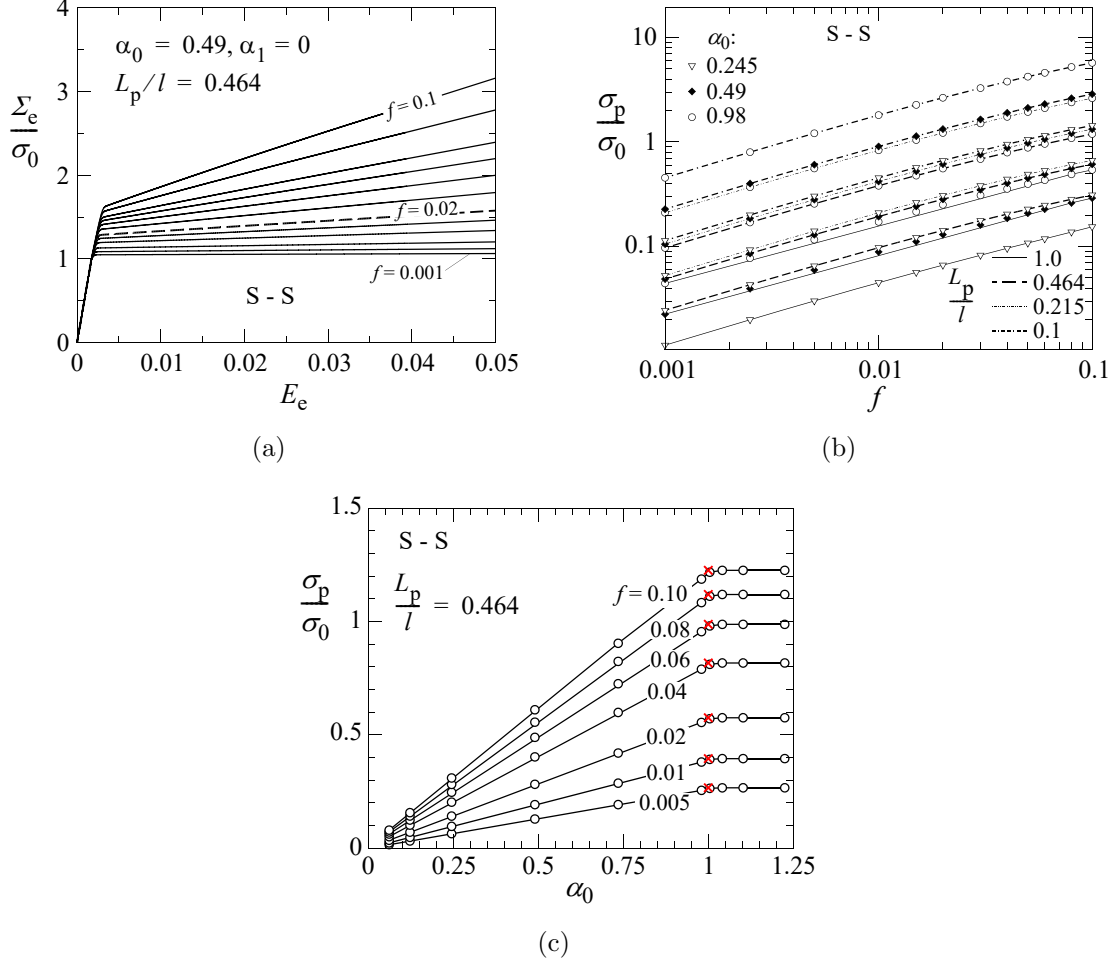 4
3
2
1
0
α0 = 0.49, α1 = 0
Lp/l = 0.464
Σe
σ0
f = 0.1
f = 0.02
f = 0.001
S - S
0 0.01 0.02 0.03 0.04 0.05
Ee
(a)
10
1
0.1
S - S
α0:
0.245
0.49
0.98
σp
σ0
1.0
0.464
0.215
0.1
Lp
l
0.001 0.01 0.1
f
(b)
1.5
1
0.5
0
S - S
Lp
l = 0.464
σp
σ0
f = 0.10
0.08
0.06
0.04
0.02
0.01
0.005
0 0.25 0.5 0.75 1 1.25
α0
(c)